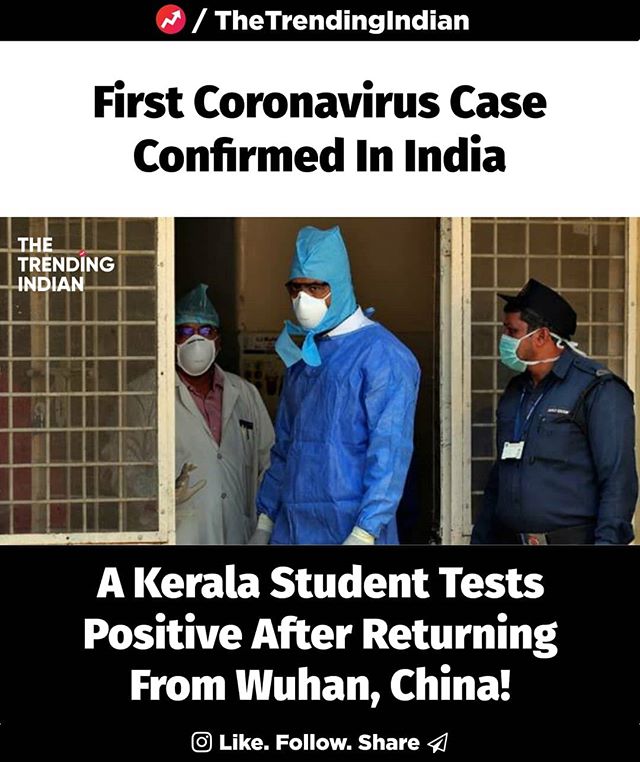 / TheTrendingIndian
First Coronavirus Case
Confirmed In India
THE
TRENDING
INDIAN
A Kerala Student Tests
Positive After Returning
From Wuhan, China!
Like. Follow. Share